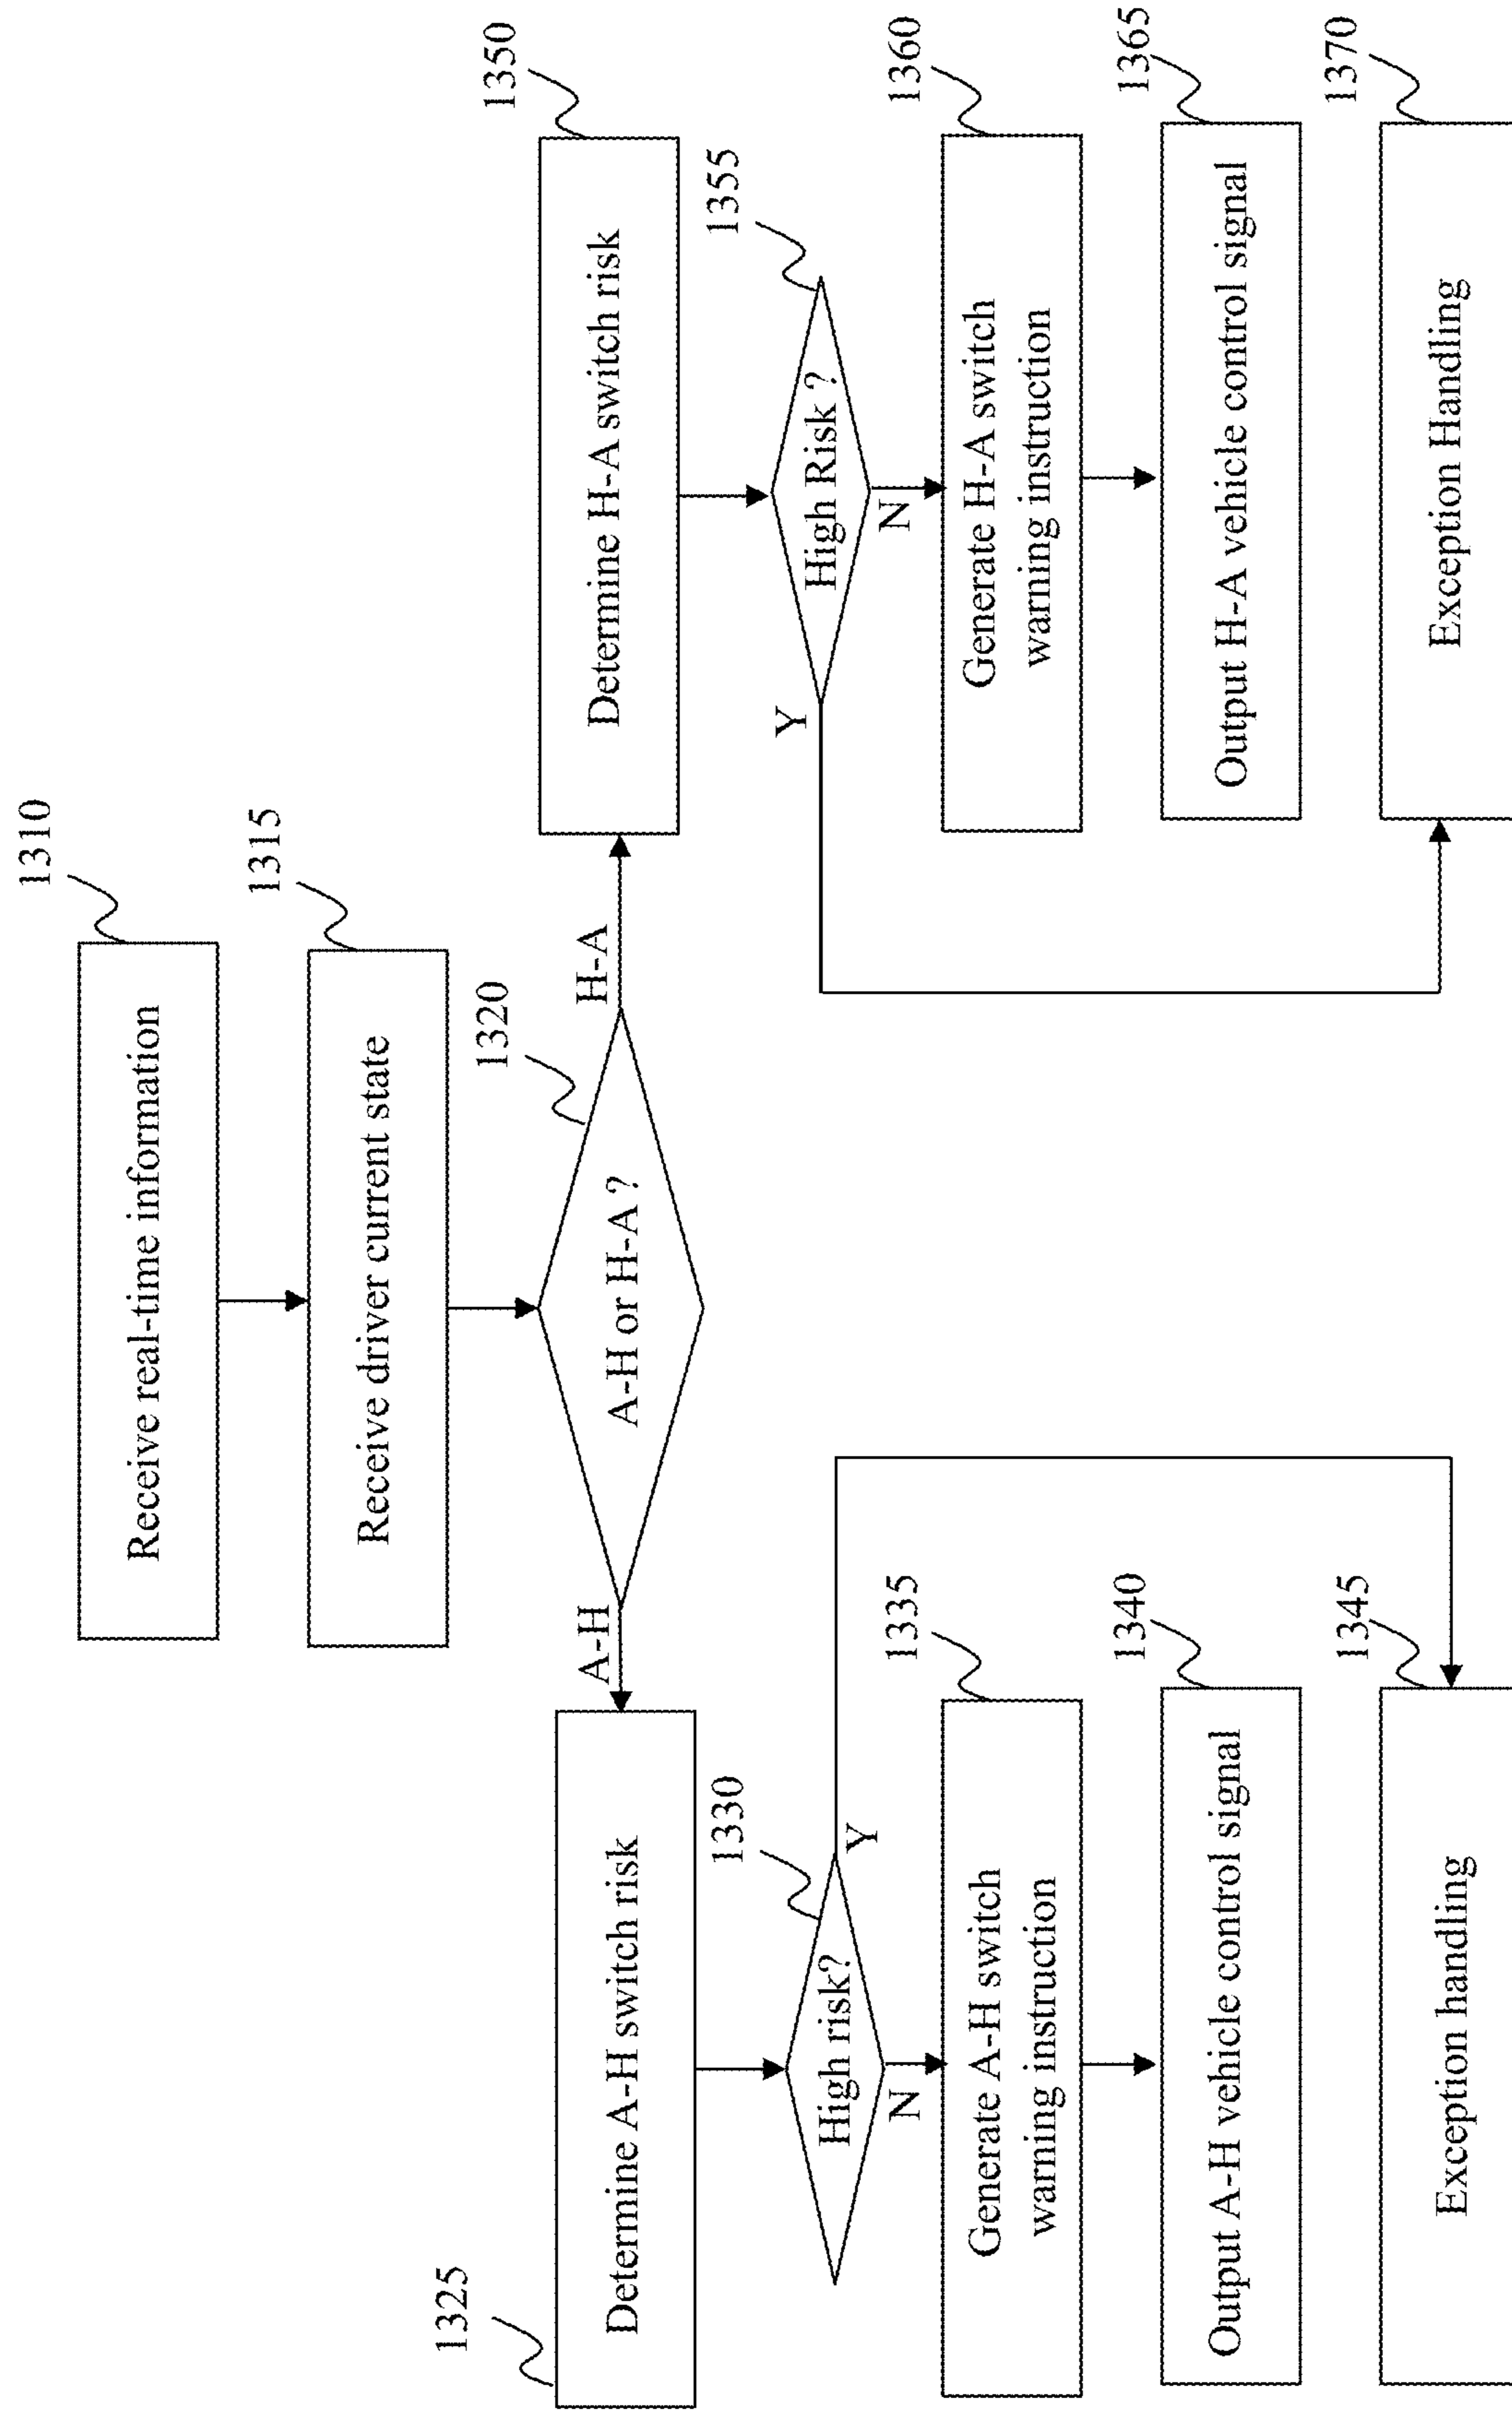 1310
Receive real-time information
1315
Receive driver current state
1320
A-H or H-A ?
A-H
H-A
1325
Determine A-H switch risk
1330
High risk?
Y
N
1335
Generate A-H switch
warning instruction
1340
Output A-H vehicle control signal
1345
Exception handling
1350
Determine H-A switch risk
1355
High Risk ?
Y
N
1360
Generate H-A switch
warning instruction
1365
Output H-A vehicle control signal
1370
Exception Handling